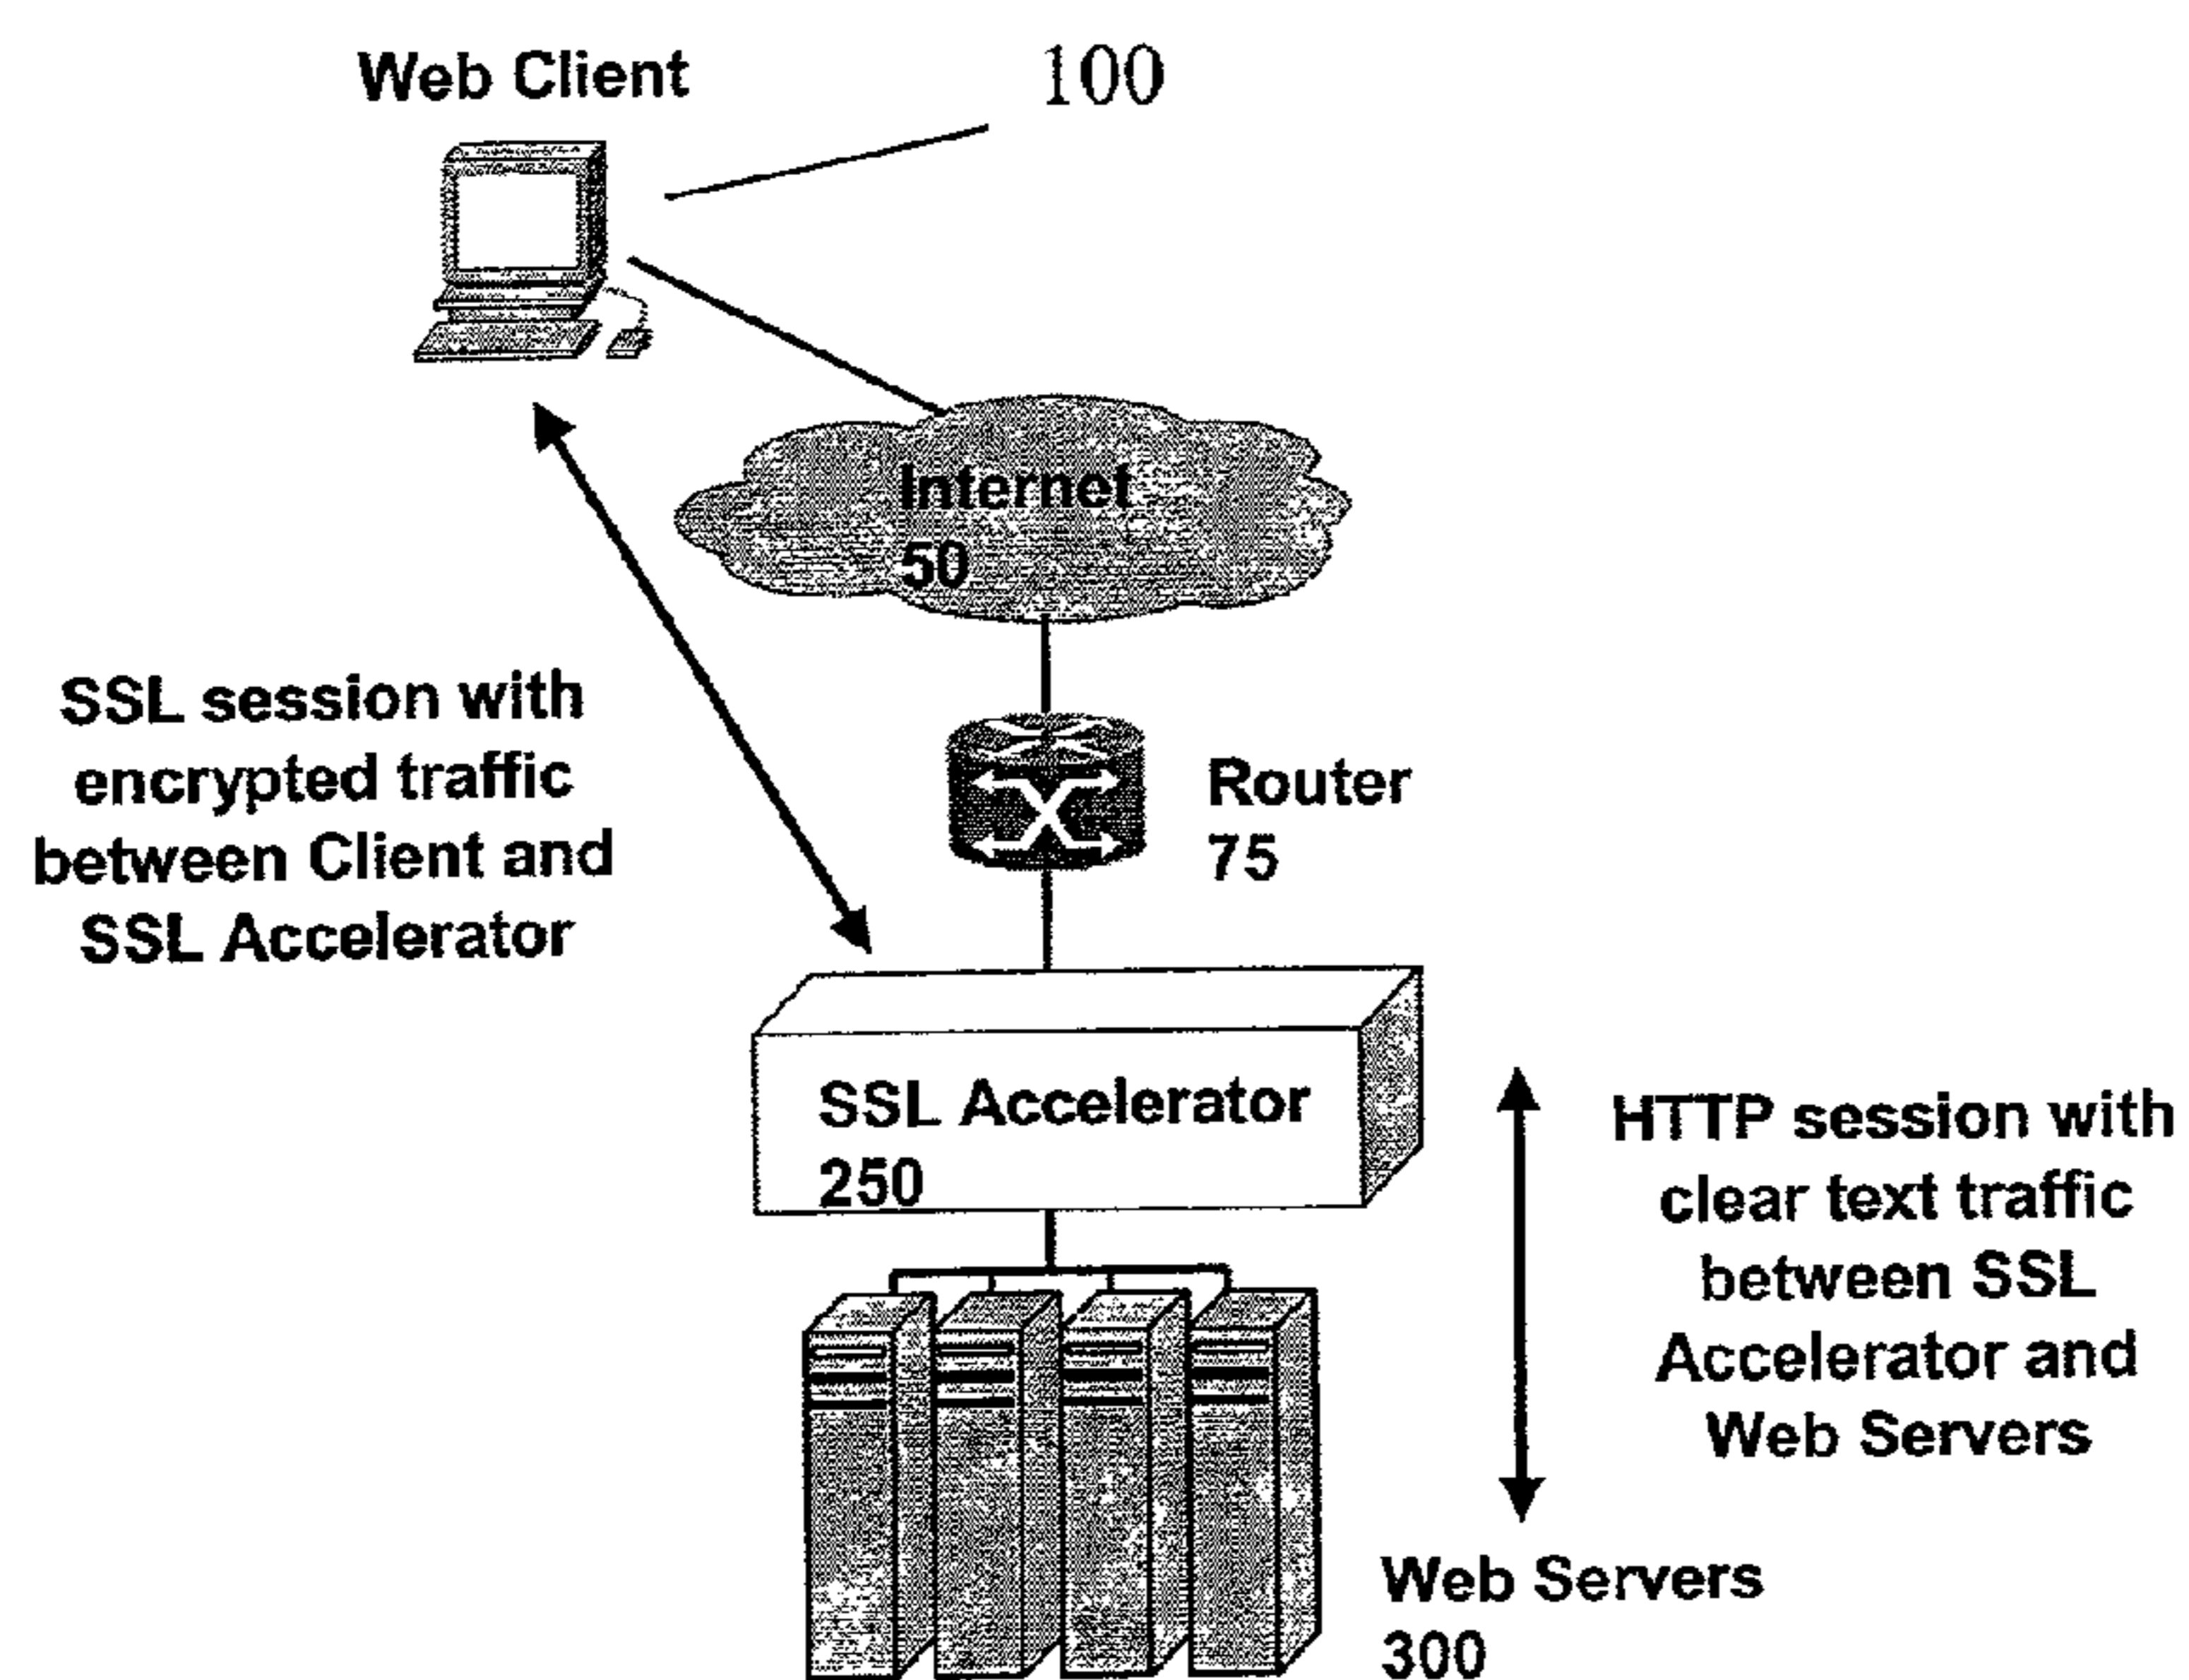 Web Client
100
Internet
50
SSL session with
encrypted traffic
between Client and
SSL Accelerator
Router
75
SSL Accelerator
250
HTTP session with
clear text traffic
between SSL
Accelerator and
Web Servers
Web Servers
300